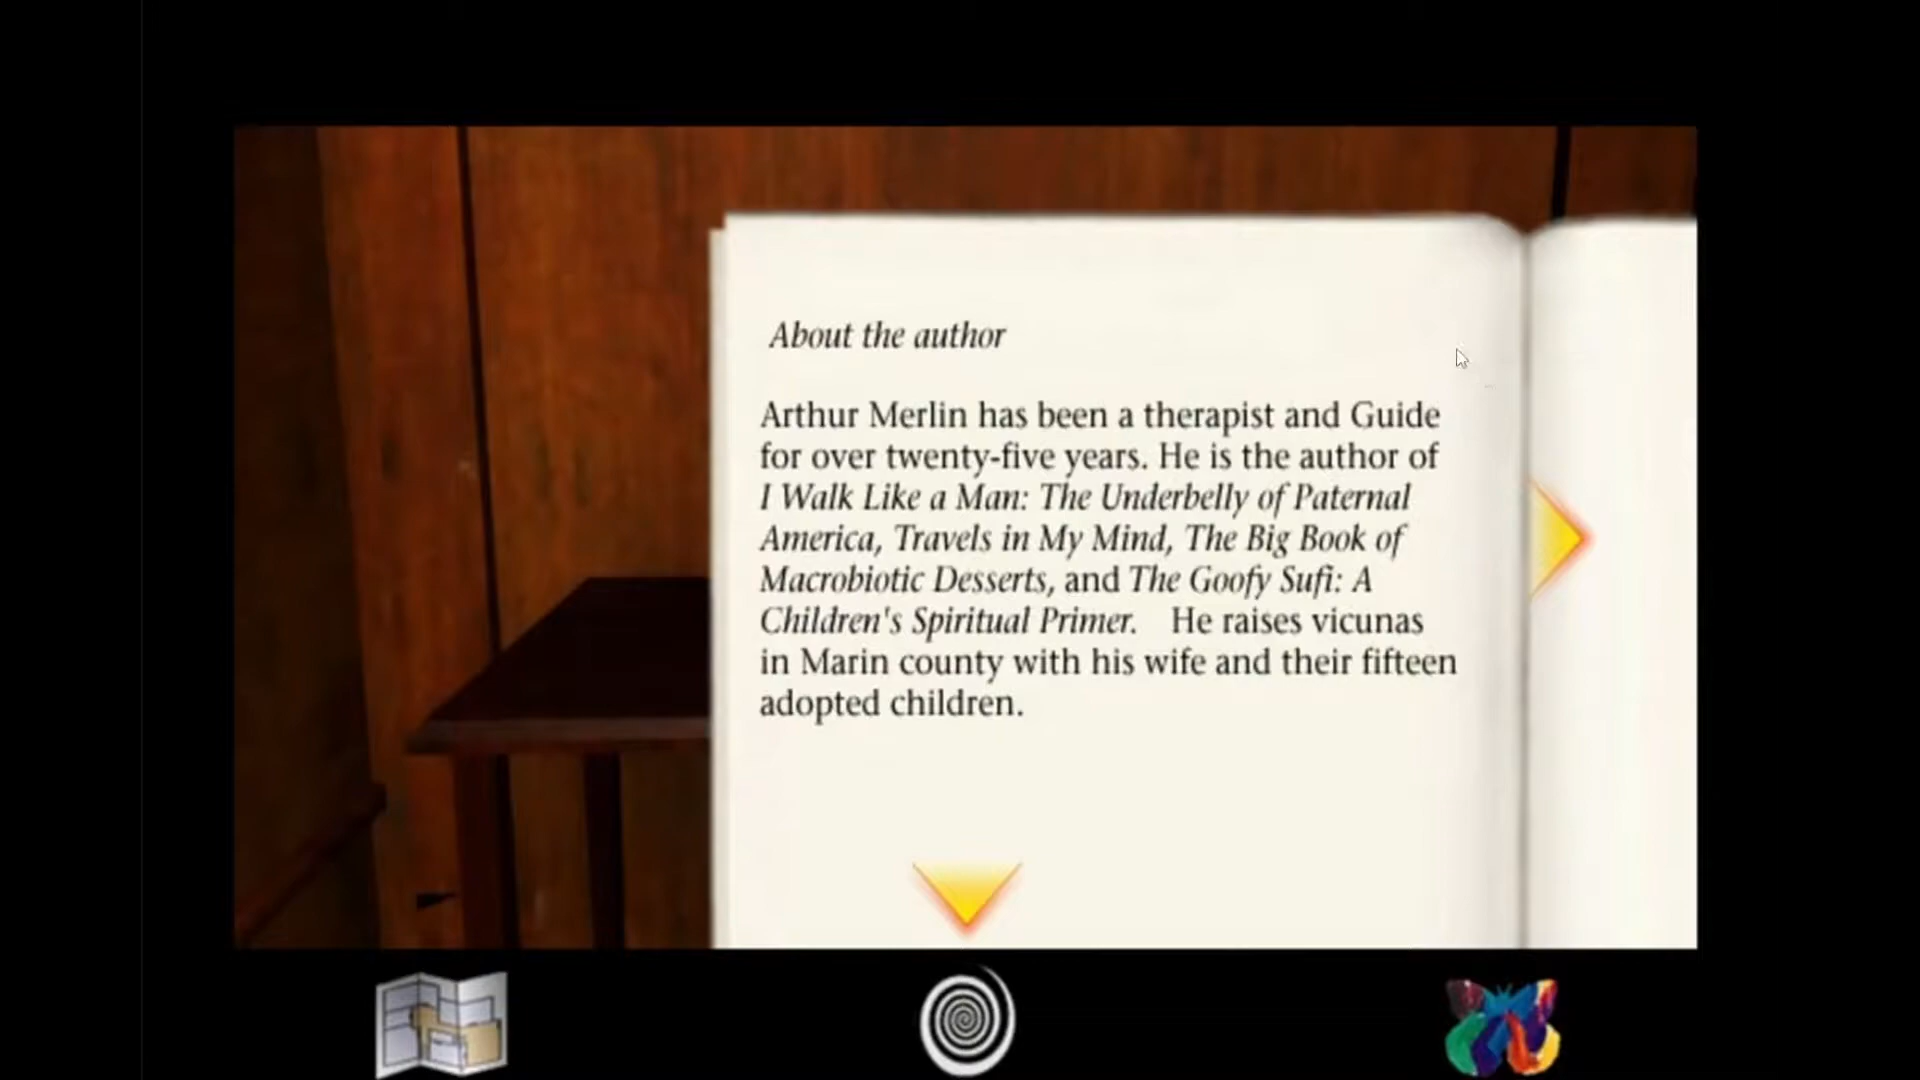 About the author
Arthur Merlin has been a therapist and Guide
for over twenty-five years. He is the author of
I Walk Like a Man: The Underbelly of Paternal
America, Travels in My Mind, The Big Book of
Macrobiotic Desserts, and The Goofy Sufi: A
Children's Spiritual Primer. He raises vicunas
in Marin county with his wife and their fifteen
adopted children.